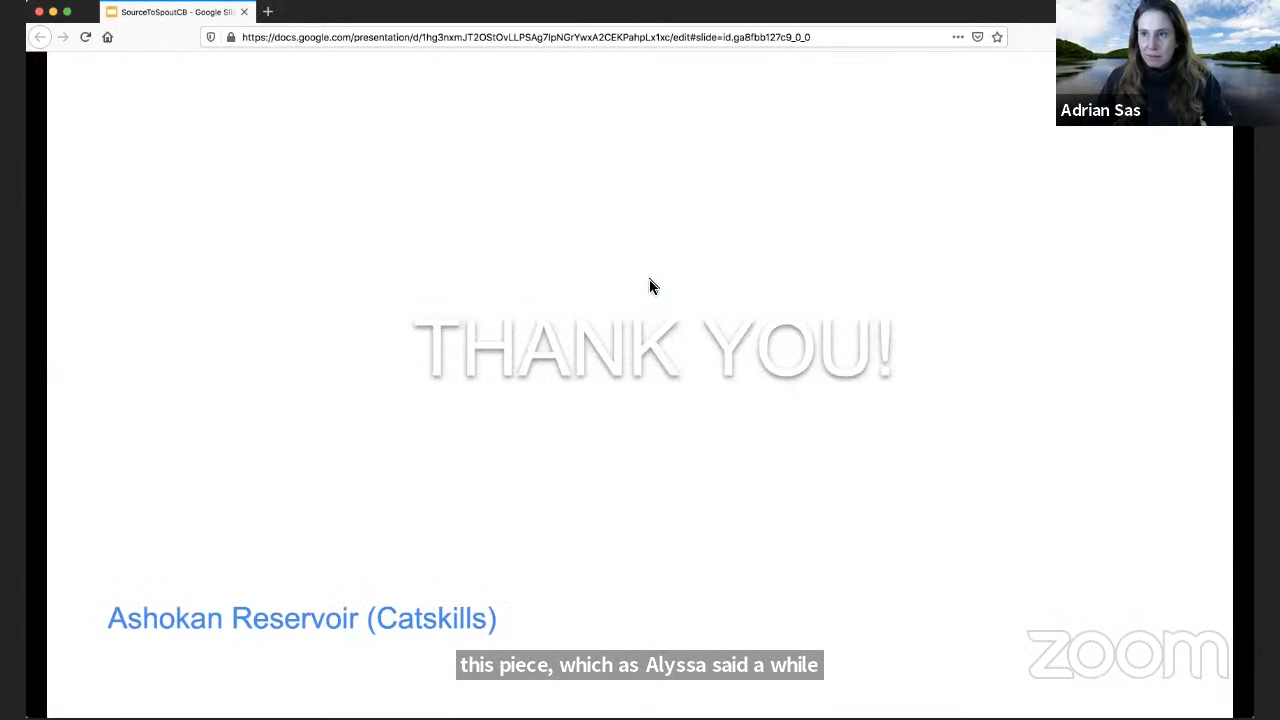 SourceToSpoutCB - Google Slid
https://docs.google.com/presentation/d/1hg3nxmJT2OStOvLLPSAg7lpNGrYwxA2CEKPahpLx1xc/edit#slide=id.ga8fbb127c9_0_0
Adrian Sas
THANK YOU!
Ashokan Reservoir (Catskills)
this piece, which as Alyssa said a while
zoom